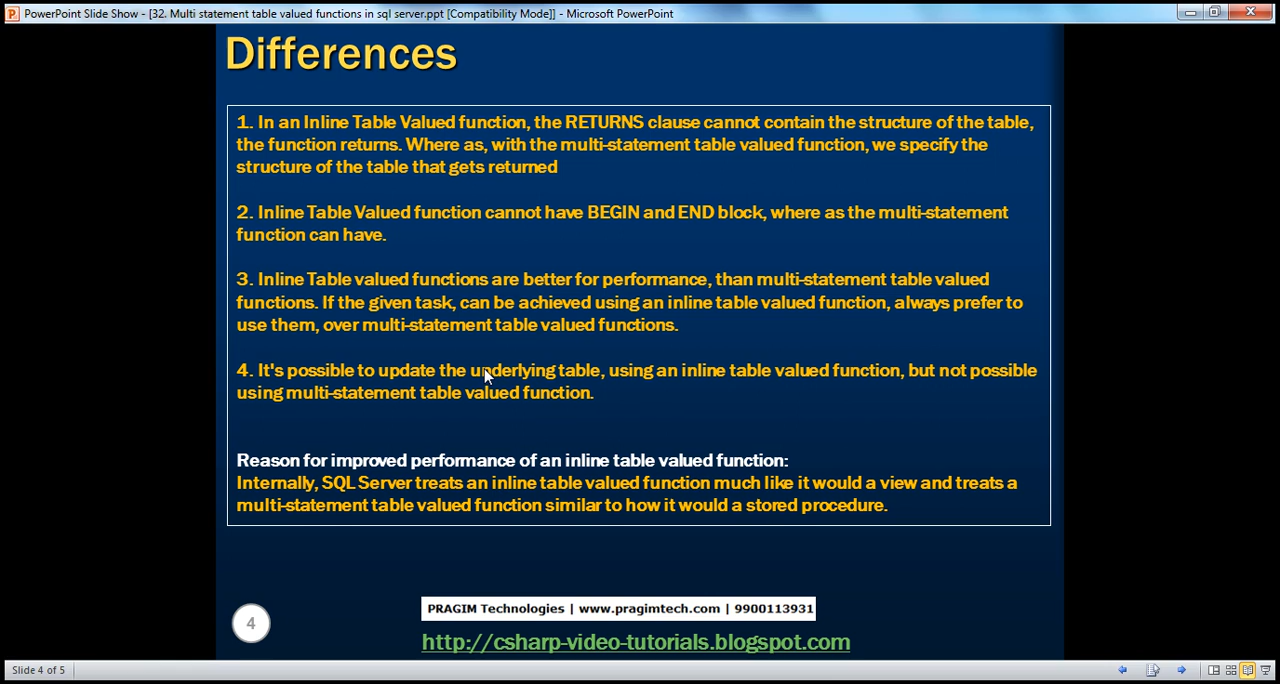 PowerPoint Slide Show - [32. Multi statement table valued functions in sql server.ppt [Compatibility Mode]] - Microsoft PowerPoint
Differences
1. In an Inline Table Valued function, the RETURNS clause cannot contain the structure of the table,
the function returns. Where as, with the multi-statement table valued function, we specify the
structure of the table that gets returned
2. Inline Table Valued function cannot have BEGIN and END block, where as the multi-statement
function can have.
3. Inline Table valued functions are better for performance, than multi-statement table valued
functions. If the given task, can be achieved using an inline table valued function, always prefer to
use them, over multi-statement table valued functions.
4. It's possible to update the underlying table, using an inline table valued function, but not possible
using multi-statement table valued function.
Reason for improved performance of an inline table valued function:
Internally, SQL Server treats an inline table valued function much like it would a view and treats a
multi-statement table valued function similar to how it would a stored procedure.
PRAGIM Technologies | www.pragimtech.com | 9900113931
4
http://csharp-video-tutorials.blogspot.com
Slide 4 of 5